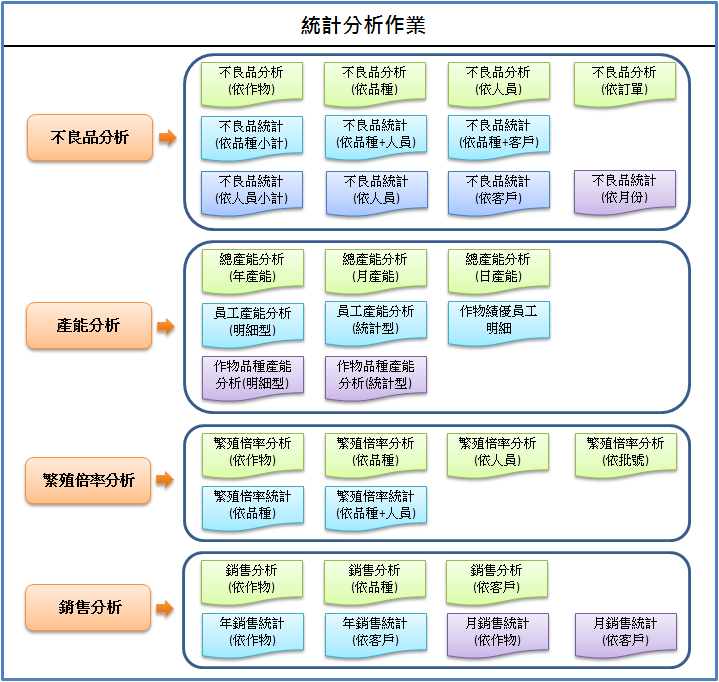 統計分析作業
不良品分析
不良品分析
(依作物)
不良品分析
(依品種)
不良品分析
(依人員)
不良品分析
(依訂單)
不良品統計
(依品種小計)
不良品統計
(依品種+人員)
不良品統計
(依品種+客戶)
不良品統計
(依人員小計)
不良品統計
(依人員)
不良品統計
(依客戶)
不良品統計
(依月份)
產能分析
總產能分析
(年產能)
總產能分析
(月產能)
總產能分析
(日產能)
員工產能分析
(明細型)
員工產能分析
(統計型)
作物績優員工
明細
作物品種產能
分析(明細型)
作物品種產能
分析(統計型)
繁殖倍率分析
繁殖倍率分析
(依作物)
繁殖倍率分析
(依品種)
繁殖倍率分析
(依人員)
繁殖倍率分析
(依批號)
繁殖倍率統計
(依品種)
繁殖倍率統計
(依品種+人員)
銷售分析
銷售分析
(依作物)
銷售分析
(依品種)
銷售分析
(依客戶)
年銷售統計
(依作物)
年銷售統計
(依客戶)
月銷售統計
(依作物)
月銷售統計
(依客戶)